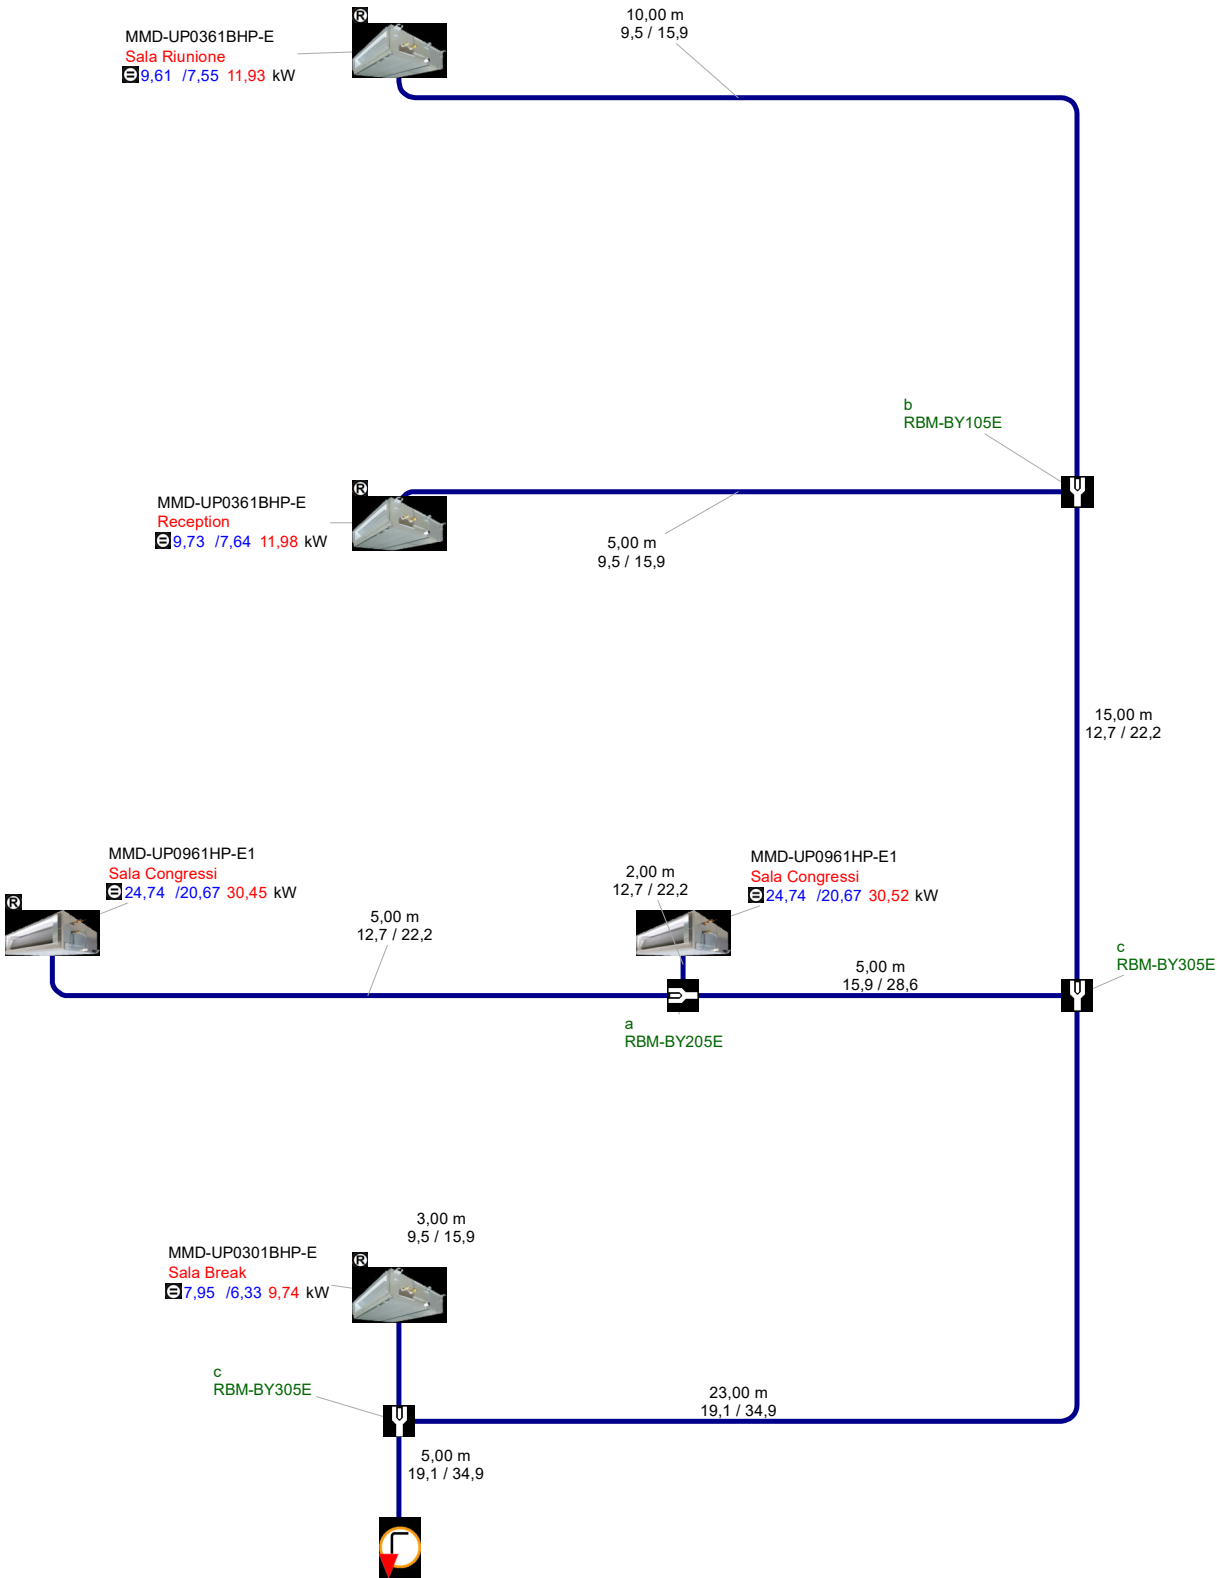 10,00 m
9,5 / 15,9
MMD-UP0361BHP-E
Sala Riunione
9,61 /7,55 11,93 kW
R
b
RBM-BY105E
MMD-UP0361BHP-E
Reception
9,73 /7,64 11,98 kW
R
5,00 m
9,5 / 15,9
15,00 m
12,7 / 22,2
MMD-UP0961HP-E1
Sala Congressi
24,74 /20,67 30,45 kW
R
5,00 m
12,7 / 22,2
2,00 m
12,7 / 22,2
MMD-UP0961HP-E1
Sala Congressi
24,74 /20,67 30,52 kW
5,00 m
15,9 / 28,6
c
RBM-BY305E
a
RBM-BY205E
3,00 m
9,5 / 15,9
MMD-UP0301BHP-E
Sala Break
7,95 /6,33 9,74 kW
R
c
RBM-BY305E
23,00 m
19,1 / 34,9
5,00 m
19,1 / 34,9